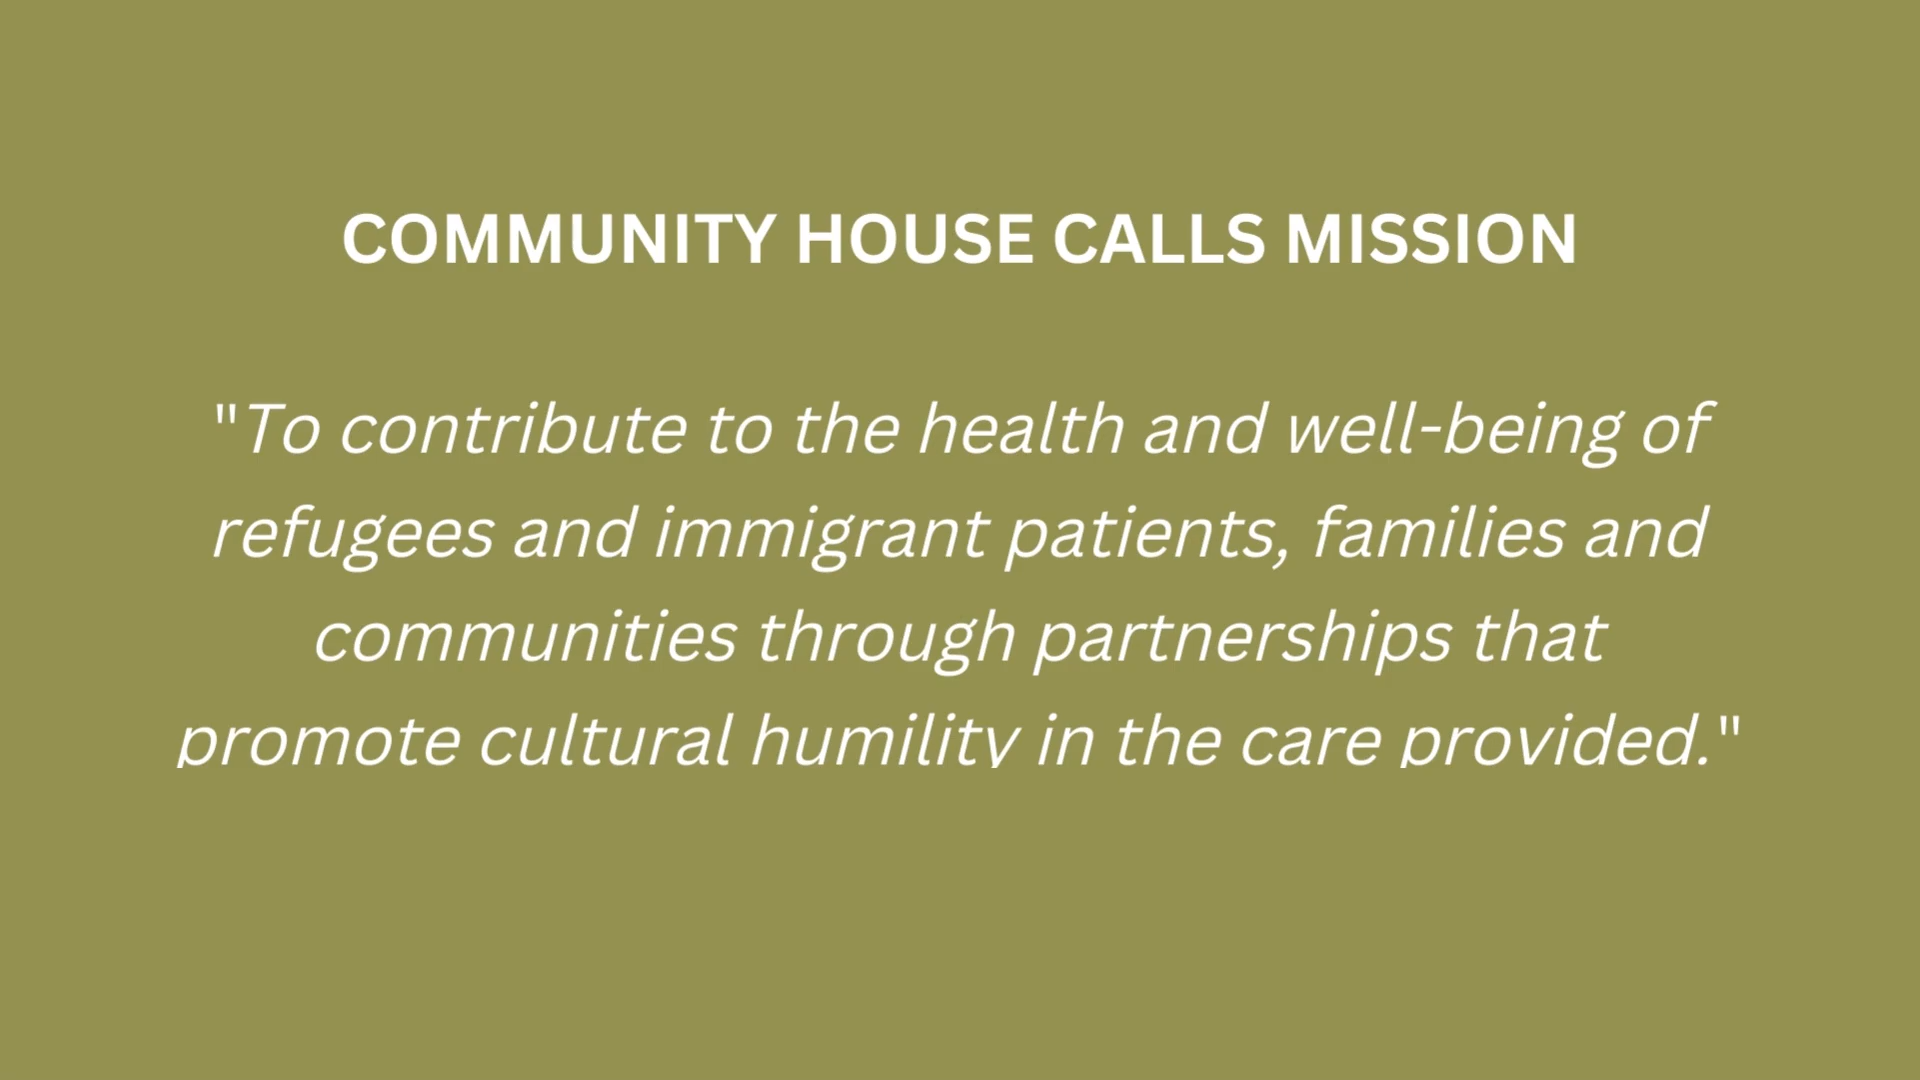 COMMUNITY HOUSE CALLS MISSION
"To contribute to the health and well-being of
refugees and immigrant patients, families and
communities through partnerships that
promote cultural humility in the care provided."